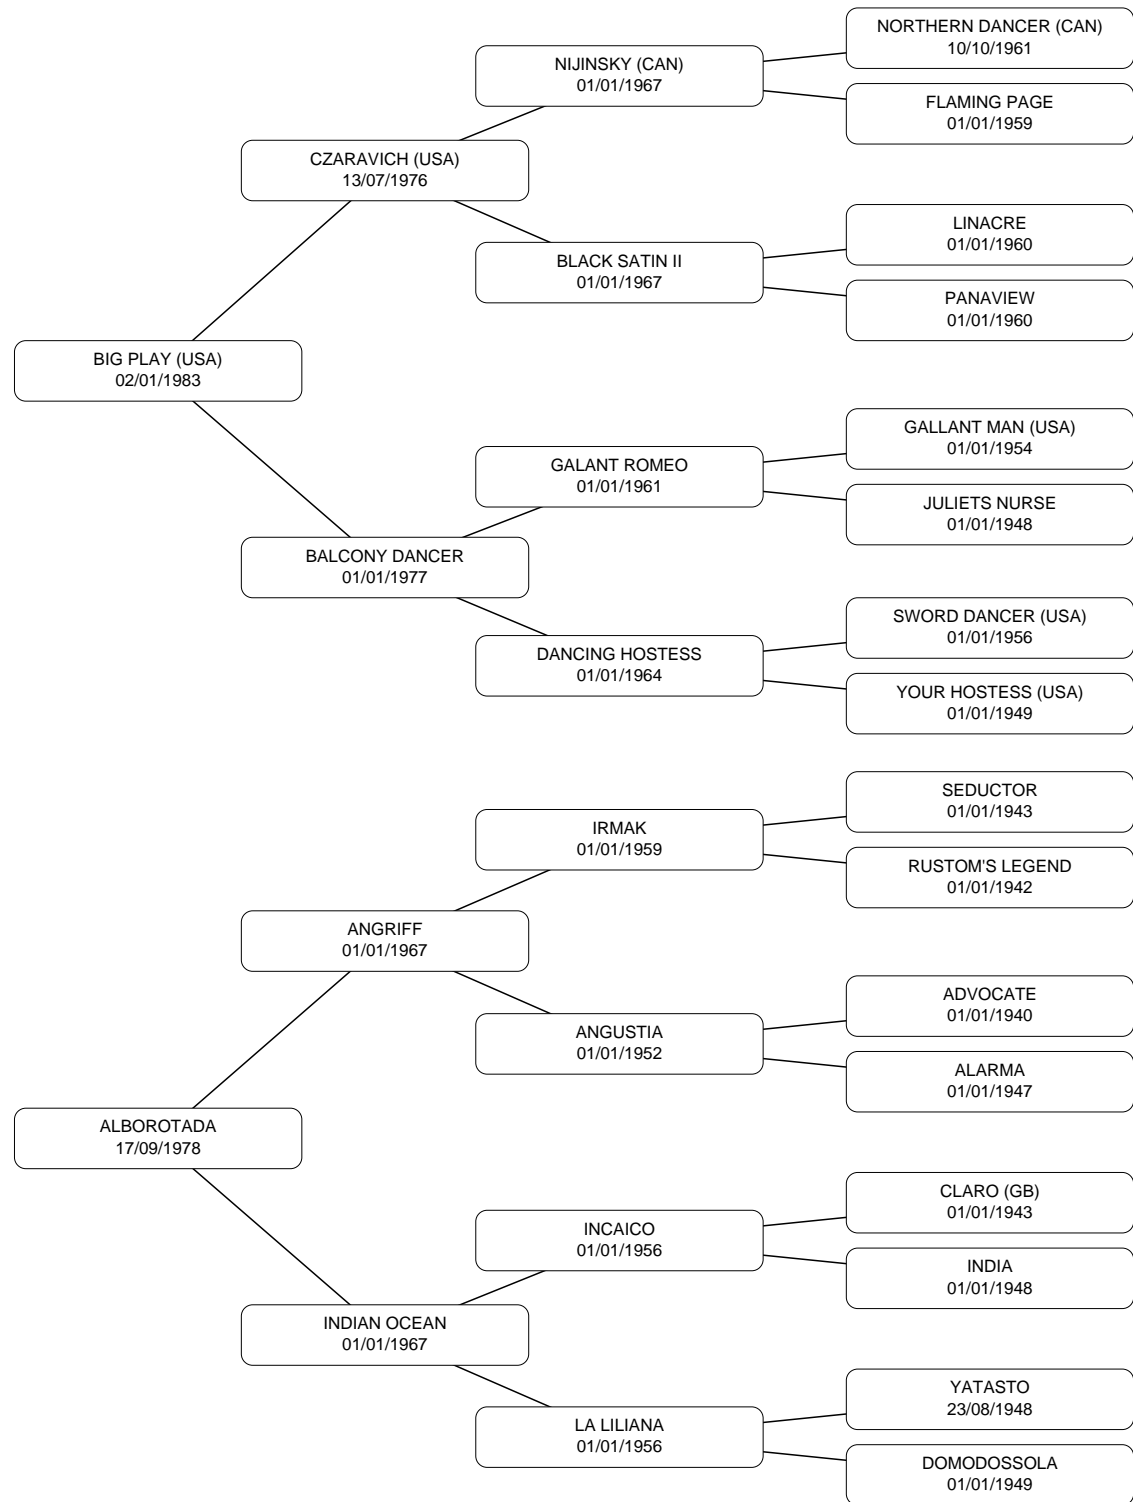 NORTHERN DANCER (CAN)
10/10/1961
NIJINSKY (CAN)
01/01/1967
FLAMING PAGE
01/01/1959
CZARAVICH (USA)
13/07/1976
LINACRE
01/01/1960
BLACK SATIN II
01/01/1967
PANAVIEW
01/01/1960
BIG PLAY (USA)
02/01/1983
GALLANT MAN (USA)
01/01/1954
GALANT ROMEO
01/01/1961
JULIETS NURSE
01/01/1948
BALCONY DANCER
01/01/1977
SWORD DANCER (USA)
01/01/1956
DANCING HOSTESS
01/01/1964
YOUR HOSTESS (USA)
01/01/1949
SEDUCTOR
01/01/1943
IRMAK
01/01/1959
RUSTOM'S LEGEND
01/01/1942
ANGRIFF
01/01/1967
ADVOCATE
01/01/1940
ANGUSTIA
01/01/1952
ALARMA
01/01/1947
ALBOROTADA
17/09/1978
CLARO (GB)
01/01/1943
INCAICO
01/01/1956
INDIA
01/01/1948
INDIAN OCEAN
01/01/1967
YATASTO
23/08/1948
LA LILIANA
01/01/1956
DOMODOSSOLA
01/01/1949